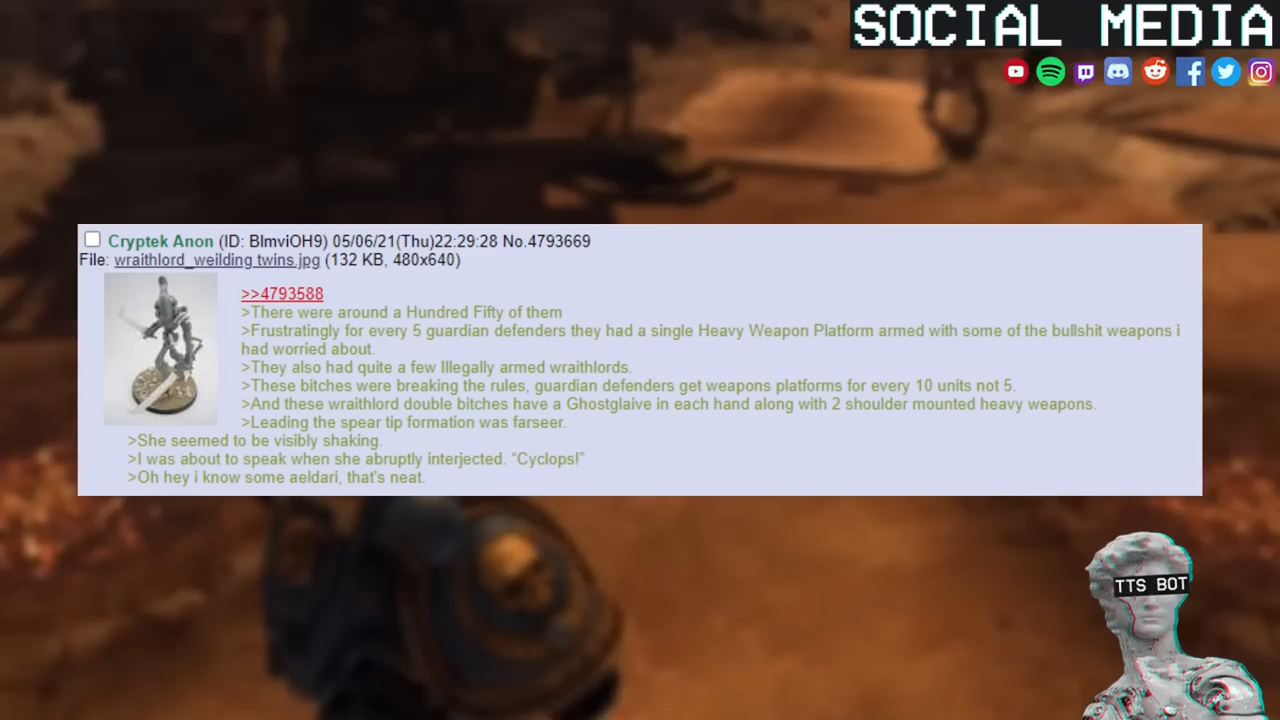 SOCIAL MEDIA
Cryptek Anon (ID: BlmviOH9) 05/06/21(Thu)22:29:28 No.4793669
File: wraithlord_weilding twins.jpg (132 KB, 480x640)
>>4793588
>There were around a Hundred Fifty of them
>Frustratingly for every 5 guardian defenders they had a single Heavy Weapon Platform armed with some of the bullshit weapons i
had worried about.
>They also had quite a few Illegally armed wraithlords.
>These bitches were breaking the rules, guardian defenders get weapons platforms for every 10 units not 5.
>And these wraithlord double bitches have a Ghostglaive in each hand along with 2 shoulder mounted heavy weapons.
>Leading the spear tip formation was farseer.
>She seemed to be visibly shaking.
>I was about to speak when she abruptly interjected. “Cyclops!”
>Oh hey i know some aeldari, that's neat.
TTS BOT